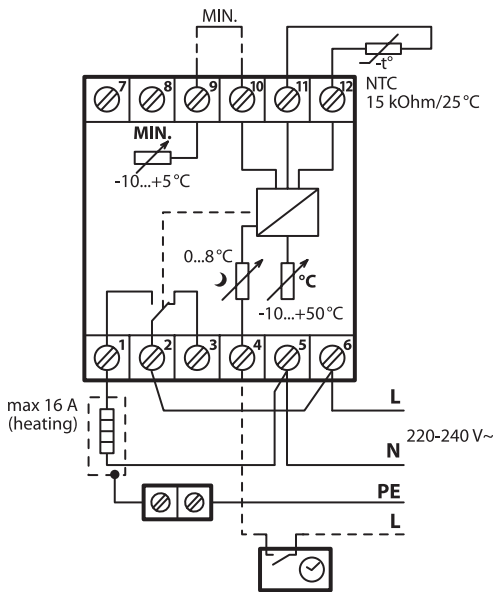 MIN.
-t°
NTC
15 kOhm/25 °C
7 8 9 10 11 12
MIN.
-10...+5 °C
0...8 °C
°C
-10...+50 °C
1 2 3 4 5 6
max 16 A
(heating)
L
220-240 V~
N
PE
L